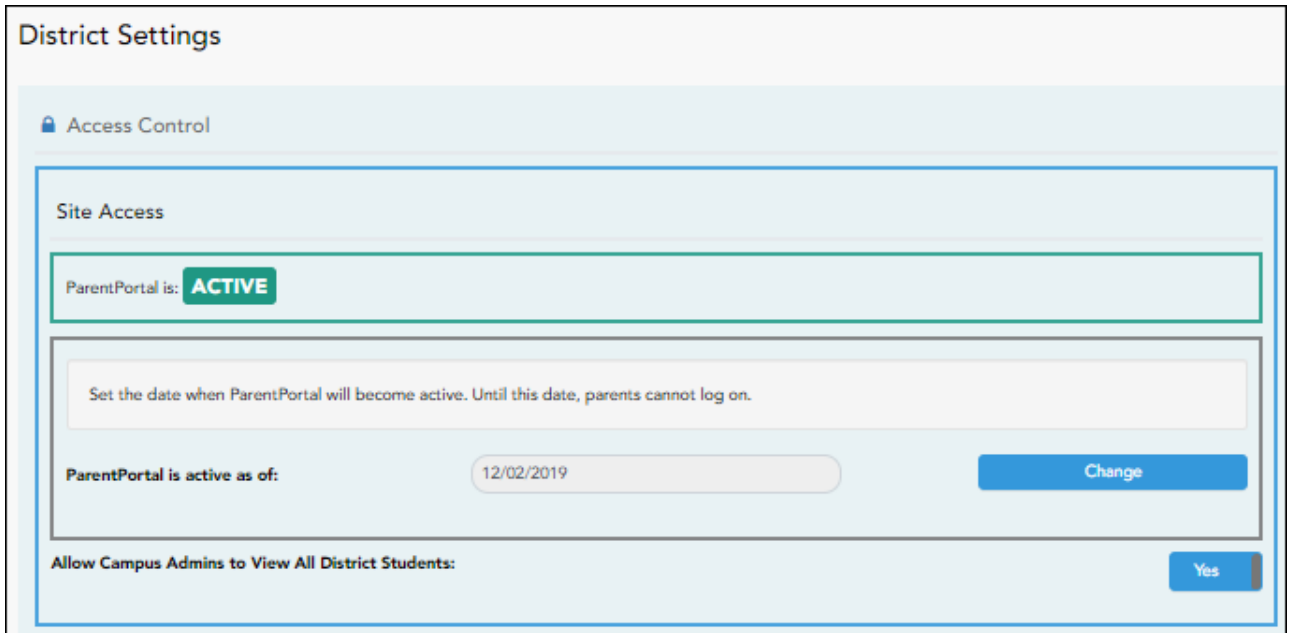 District Settings
Access Control
Site Access
ParentPortal is: ACTIVE
Set the date when ParentPortal will become active. Until this date, parents cannot log on.
ParentPortal is active as of: 12/02/2019 Change
Allow Campus Admins to View All District Students: Yes